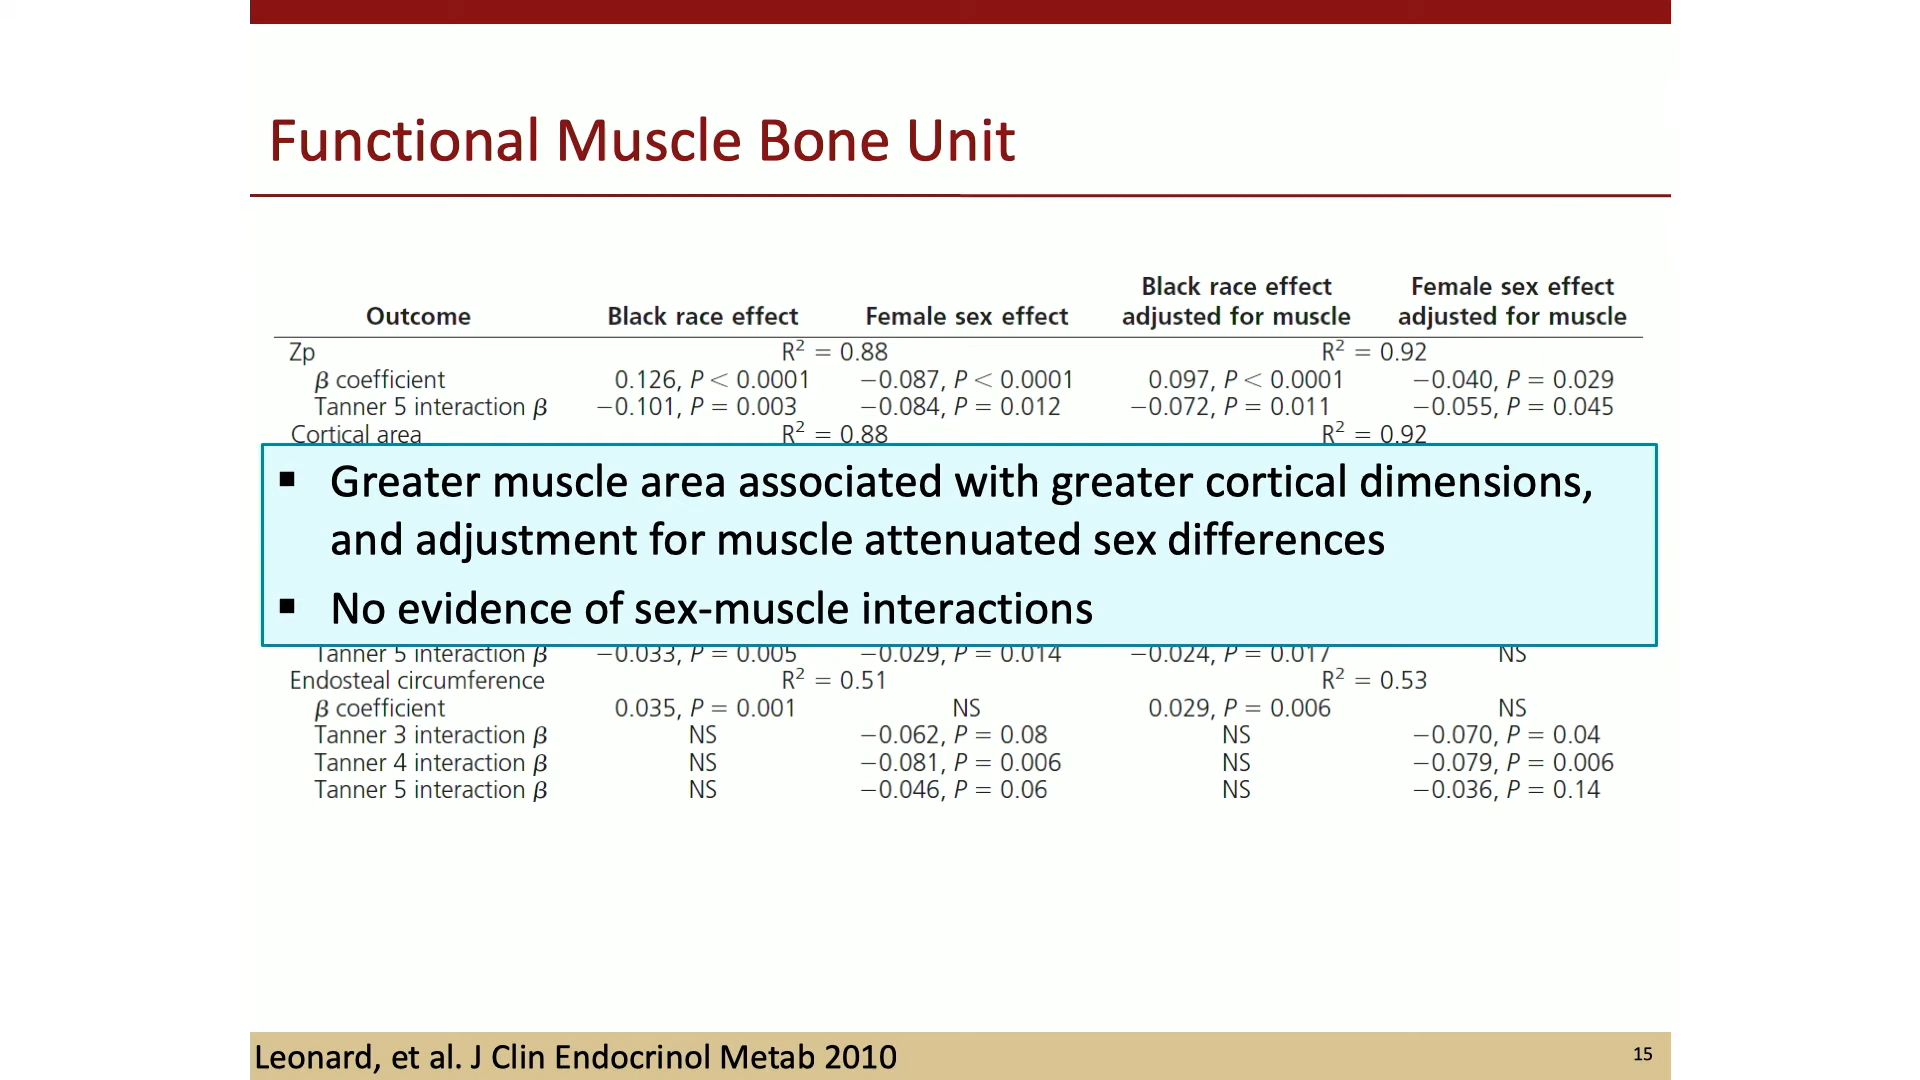 Functional Muscle Bone Unit
Black race effect Female sex effect
Outcome Black race effect Female sex effect adjusted for muscle adjusted for muscle
Zp R² = 0.88 R² = 0.92
β coefficient 0.126, P < 0.0001 −0.087, P < 0.0001 0.097, P < 0.0001 −0.040, P = 0.029
Tanner 5 interaction β −0.101, P = 0.003 −0.084, P = 0.012 −0.072, P = 0.011 −0.055, P = 0.045
Cortical area R² = 0.88 R² = 0.92
▪ Greater muscle area associated with greater cortical dimensions,
and adjustment for muscle attenuated sex differences
▪ No evidence of sex-muscle interactions
Tanner 5 interaction β −0.033, P = 0.005 −0.029, P = 0.014 −0.024, P = 0.017 NS
Endosteal circumference R² = 0.51 R² = 0.53
β coefficient 0.035, P = 0.001 NS 0.029, P = 0.006 NS
Tanner 3 interaction β NS −0.062, P = 0.08 NS −0.070, P = 0.04
Tanner 4 interaction β NS −0.081, P = 0.006 NS −0.079, P = 0.006
Tanner 5 interaction β NS −0.046, P = 0.06 NS −0.036, P = 0.14
Leonard, et al. J Clin Endocrinol Metab 2010
15